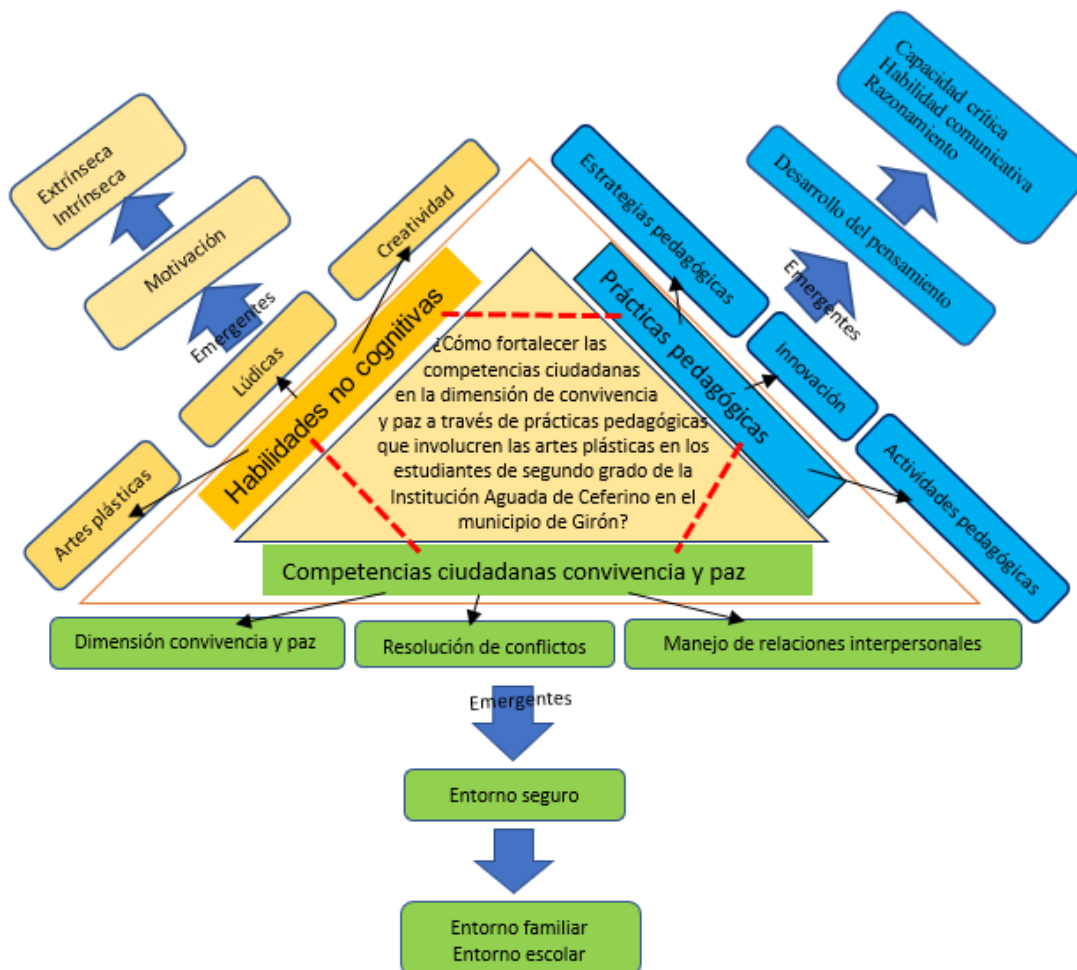 Capacidad crítica
Habilidad comunicativa
Razonamiento
Desarrollo del pensamiento
Emergentes
Extrínseca
Intrínseca
Motivación
Emergentes
Creatividad
Lúdicas
Artes plásticas
Habilidades no cognitivas
Estrategias pedagógicas
Innovación
Actividades pedagógicas
Prácticas pedagógicas
¿Cómo fortalecer las
competencias ciudadanas
en la dimensión de convivencia
y paz a través de prácticas pedagógicas
que involucren las artes plásticas en los
estudiantes de segundo grado de la
Institución Aguada de Ceferino en el
municipio de Girón?
Competencias ciudadanas convivencia y paz
Dimensión convivencia y paz
Resolución de conflictos
Manejo de relaciones interpersonales
Emergentes
Entorno seguro
Entorno familiar
Entorno escolar